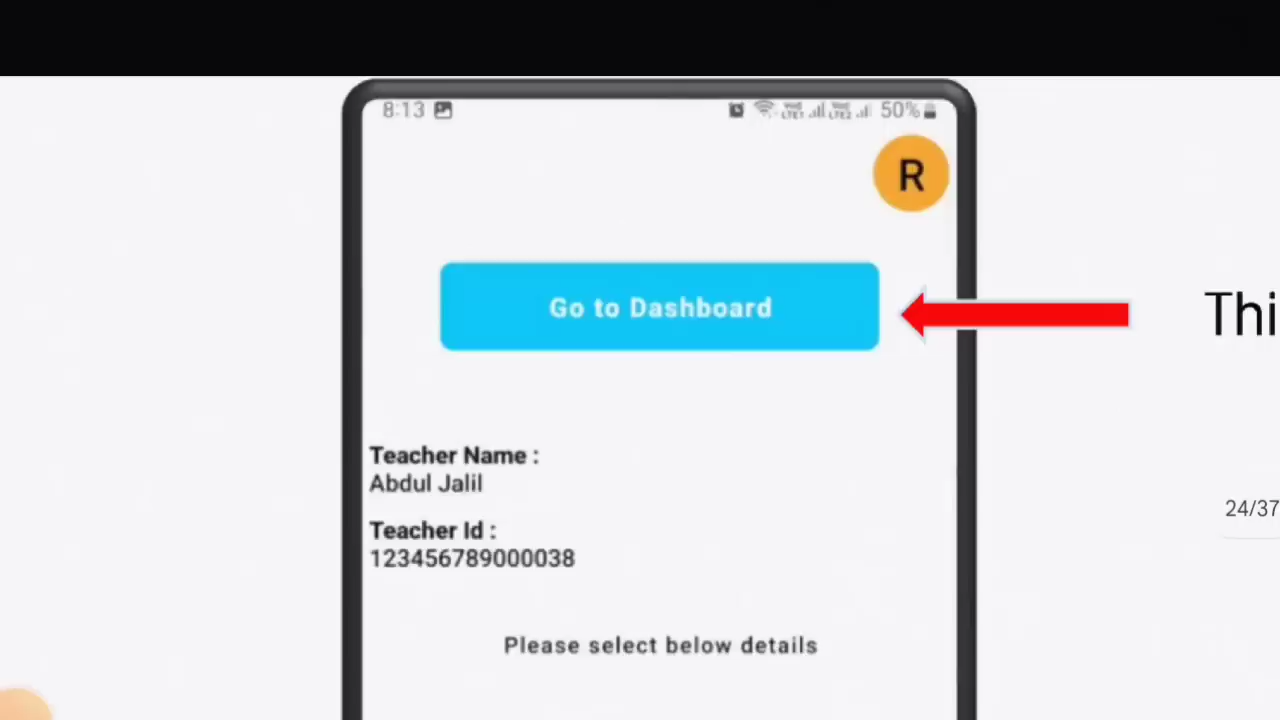 8:13
50%
R
Go to Dashboard
Thi
Teacher Name :
Abdul Jalil
24/37
Teacher Id :
123456789000038
Please select below details